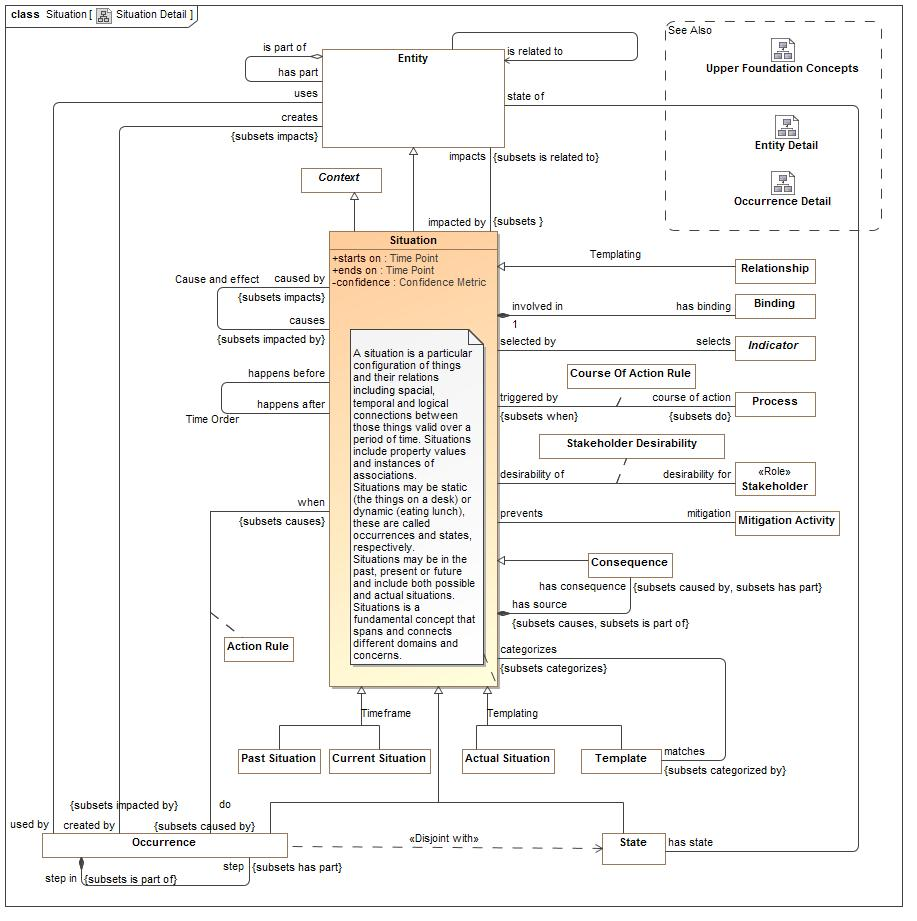 class Situation [ Situation Detail ]
See Also
Upper Foundation Concepts
Entity Detail
Occurrence Detail
Entity
is part of
has part
is related to
uses
creates
{subsets impacts}
state of
impacts {subsets is related to}
Context
impacted by {subsets }
Situation
+starts on : Time Point
+ends on : Time Point
-confidence : Confidence Metric
A situation is a particular
configuration of things
and their relations
including spacial,
temporal and logical
connections between
those things valid over a
period of time. Situations
include property values
and instances of
associations.
Situations may be static
(the things on a desk) or
dynamic (eating lunch),
these are called
occurrences and states,
respectively.
Situations may be in the
past, present or future
and include both possible
and actual situations.
Situations is a
fundamental concept that
spans and connects
different domains and
concerns.
Cause and effect
caused by
{subsets impacts}
causes
{subsets impacted by}
happens before
happens after
Time Order
when
{subsets causes}
Action Rule
Templating
Relationship
involved in
1
has binding
Binding
selected by
selects
Indicator
Course Of Action Rule
triggered by
{subsets when}
course of action
{subsets do}
Process
Stakeholder Desirability
desirability of
desirability for
«Role»
Stakeholder
prevents
mitigation
Mitigation Activity
Consequence
has consequence {subsets caused by, subsets has part}
has source
{subsets causes, subsets is part of}
categorizes
{subsets categorizes}
Timeframe
Templating
Past Situation
Current Situation
Actual Situation
Template
matches
{subsets categorized by}
{subsets impacted by}
do
used by
created by
{subsets caused by}
Occurrence
«Disjoint with»
State
has state
step {subsets has part}
step in {subsets is part of}